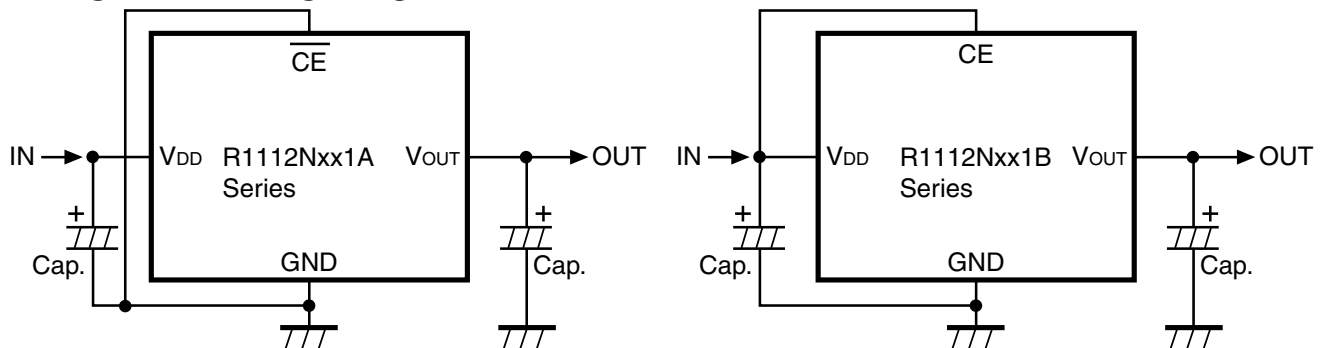 CE
IN
VDD
R1112Nxx1A
Series
VOUT
OUT
+
Cap.
+
Cap.
GND
CE
IN
VDD
R1112Nxx1B
Series
VOUT
OUT
+
Cap.
+
Cap.
GND